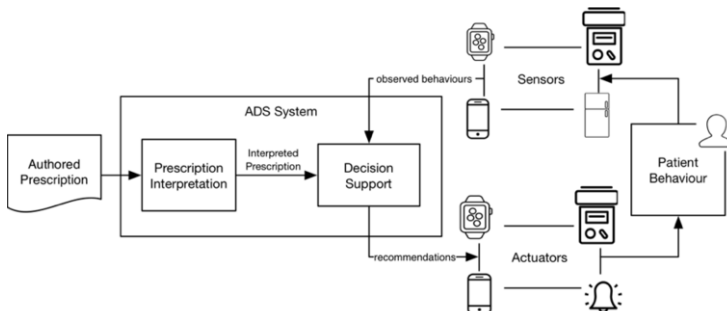 observed behaviours
Sensors
ADS System
Authored
Prescription
Prescription
Interpretation
Interpreted
Prescription
Decision
Support
Patient
Behaviour
recommendations
Actuators